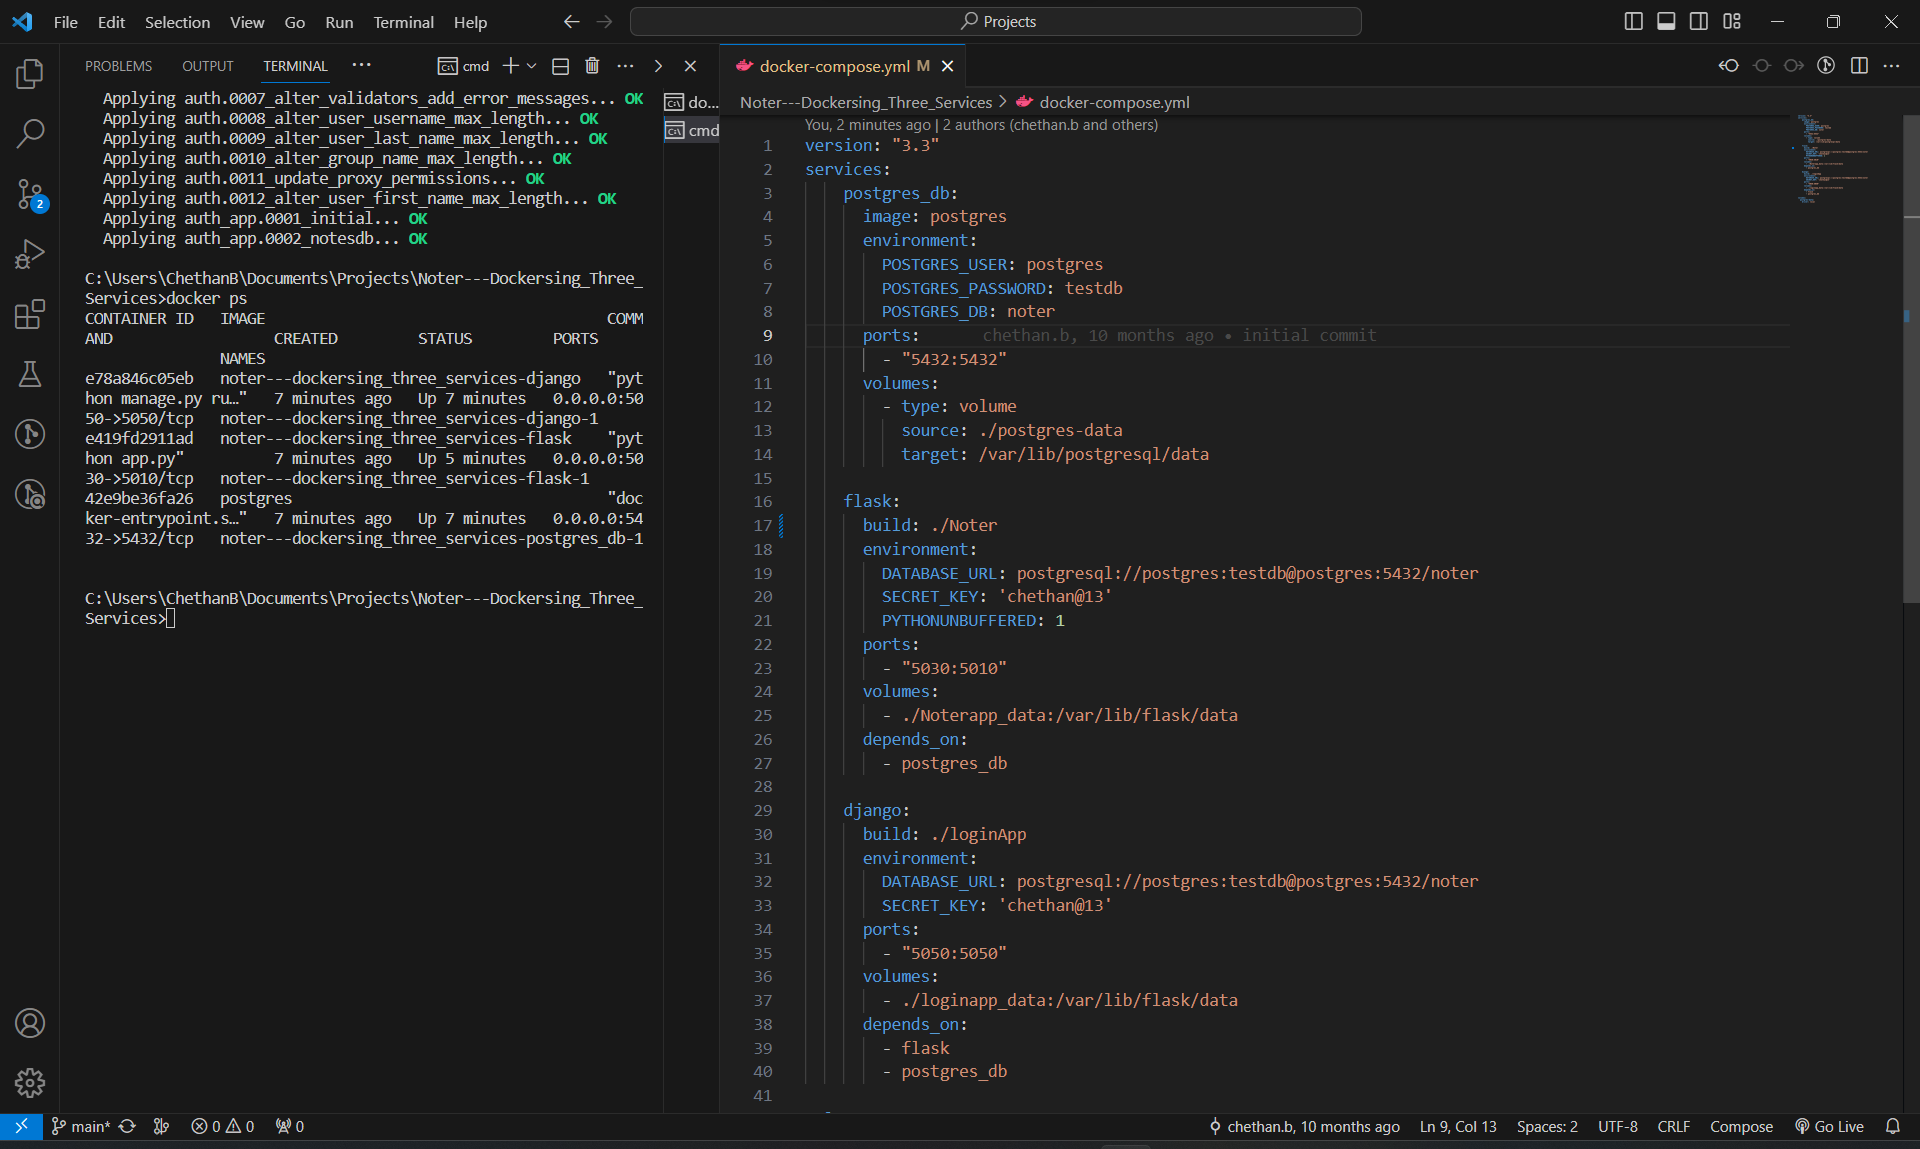 File Edit Selection View Go Run Terminal Help
Projects
PROBLEMS OUTPUT TERMINAL ... cmd
Applying auth.0007_alter_validators_add_error_messages... OK
Applying auth.0008_alter_user_username_max_length... OK
Applying auth.0009_alter_user_last_name_max_length... OK
Applying auth.0010_alter_group_name_max_length... OK
Applying auth.0011_update_proxy_permissions... OK
Applying auth.0012_alter_user_first_name_max_length... OK
Applying auth_app.0001_initial... OK
Applying auth_app.0002_notesdb... OK
C:\Users\ChethanB\Documents\Projects\Noter---Dockersing_Three_
Services>docker ps
CONTAINER ID IMAGE COMM
AND CREATED STATUS PORTS
NAMES
e78a846c05eb noter---dockersing_three_services-django "pyt
hon manage.py ru…" 7 minutes ago Up 7 minutes 0.0.0.0:50
50->5050/tcp noter---dockersing_three_services-django-1
e419fd2911ad noter---dockersing_three_services-flask "pyt
hon app.py" 7 minutes ago Up 5 minutes 0.0.0.0:50
30->5010/tcp noter---dockersing_three_services-flask-1
42e9be36fa26 postgres "doc
ker-entrypoint.s…" 7 minutes ago Up 7 minutes 0.0.0.0:54
32->5432/tcp noter---dockersing_three_services-postgres_db-1
C:\Users\ChethanB\Documents\Projects\Noter---Dockersing_Three_
Services>
do...
cmd
docker-compose.yml M
Noter---Dockersing_Three_Services > docker-compose.yml
You, 2 minutes ago | 2 authors (chethan.b and others)
1 version: "3.3"
2 services:
3 postgres_db:
4 image: postgres
5 environment:
6 POSTGRES_USER: postgres
7 POSTGRES_PASSWORD: testdb
8 POSTGRES_DB: noter
9 ports: chethan.b, 10 months ago • initial commit
10 - "5432:5432"
11 volumes:
12 - type: volume
13 source: ./postgres-data
14 target: /var/lib/postgresql/data
15
16 flask:
17 build: ./Noter
18 environment:
19 DATABASE_URL: postgresql://postgres:testdb@postgres:5432/noter
20 SECRET_KEY: 'chethan@13'
21 PYTHONUNBUFFERED: 1
22 ports:
23 - "5030:5010"
24 volumes:
25 - ./Noterapp_data:/var/lib/flask/data
26 depends_on:
27 - postgres_db
28
29 django:
30 build: ./loginApp
31 environment:
32 DATABASE_URL: postgresql://postgres:testdb@postgres:5432/noter
33 SECRET_KEY: 'chethan@13'
34 ports:
35 - "5050:5050"
36 volumes:
37 - ./loginapp_data:/var/lib/flask/data
38 depends_on:
39 - flask
40 - postgres_db
41
2
main* 0 0 0 chethan.b, 10 months ago Ln 9, Col 13 Spaces: 2 UTF-8 CRLF Compose Go Live